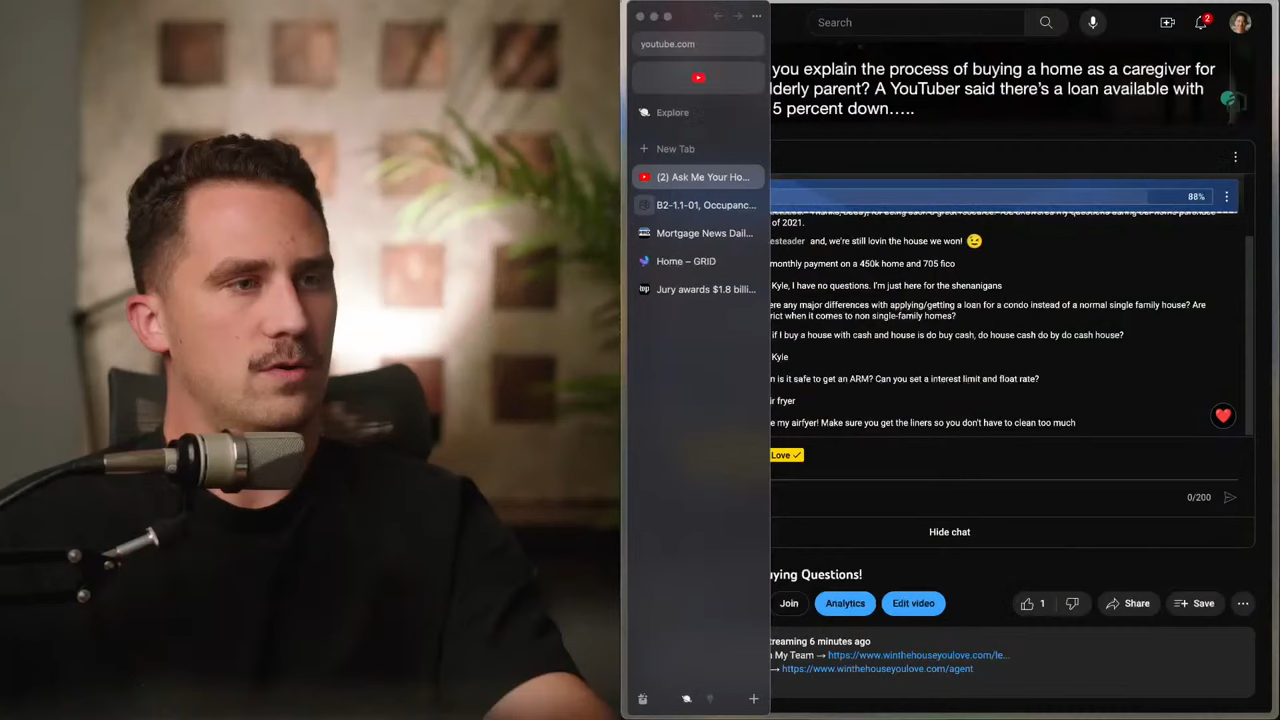 youtube.com
Explore
New Tab
(2) Ask Me Your Ho...
B2-1.1-01, Occupanc...
Mortgage News Dail...
Home – GRID
Jury awards $1.8 billi...
Search
2
you explain the process of buying a home as a caregiver for
lderly parent? A YouTuber said there's a loan available with
5 percent down.....
88%
of 2021.
esteader and, we're still lovin the house we won! 😉
monthly payment on a 450k home and 705 fico
Kyle, I have no questions. I'm just here for the shenanigans
ere any major differences with applying/getting a loan for a condo instead of a normal single family house? Are
rict when it comes to non single-family homes?
if I buy a house with cash and house is do buy cash, do house cash do by do cash house?
Kyle
n is it safe to get an ARM? Can you set a interest limit and float rate?
ir fryer
e my airfyer! Make sure you get the liners so you don't have to clean too much
Love
0/200
Hide chat
uying Questions!
Join
Analytics
Edit video
1
Share
Save
treaming 6 minutes ago
n My Team → https://www.winthehouseyoulove.com/le...
→ https://www.winthehouseyoulove.com/agent